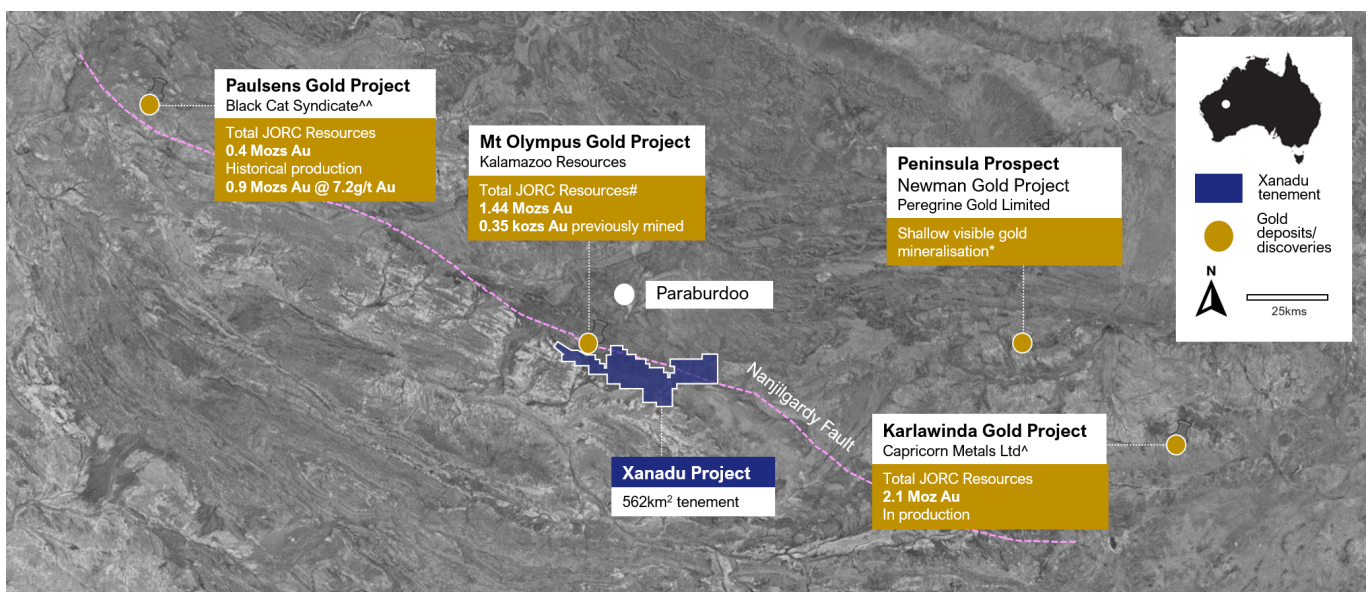 Paulsens Gold Project
Black Cat Syndicate^^
Total JORC Resources
0.4 Mozs Au
Historical production
0.9 Mozs Au @ 7.2g/t Au
Mt Olympus Gold Project
Kalamazoo Resources
Total JORC Resources#
1.44 Mozs Au
0.35 kozs Au previously mined
Peninsula Prospect
Newman Gold Project
Peregrine Gold Limited
Shallow visible gold
mineralisation*
Xanadu
tenement
Gold
deposits/
discoveries
N
25kms
Paraburdoo
Nanjilgardy Fault
Karlawinda Gold Project
Capricorn Metals Ltd^
Total JORC Resources
2.1 Moz Au
In production
Xanadu Project
562km² tenement